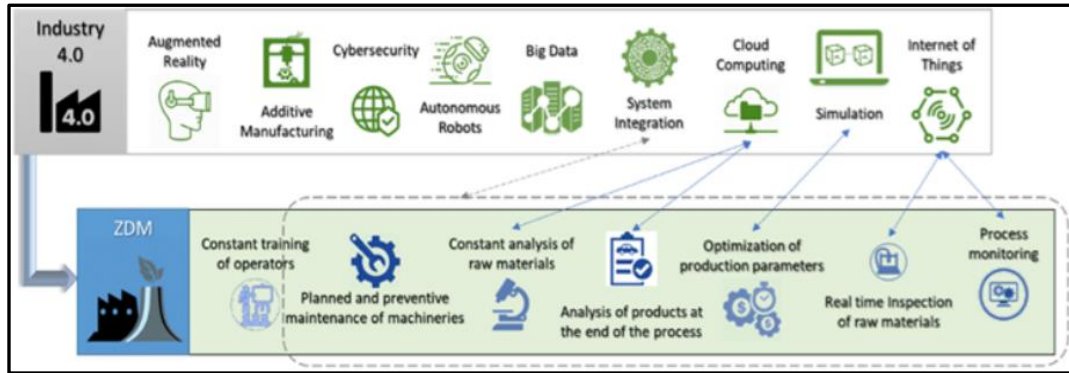 Industry
4.0
4.0
Augmented
Reality
Additive
Manufacturing
Cybersecurity
Autonomous
Robots
Big Data
System
Integration
Cloud
Computing
Simulation
Internet of
Things
ZDM
Constant training
of operators
Planned and preventive
maintenance of machineries
Constant analysis of
raw materials
Analysis of products at
the end of the process
Optimization of
production parameters
Real time Inspection
of raw materials
Process
monitoring